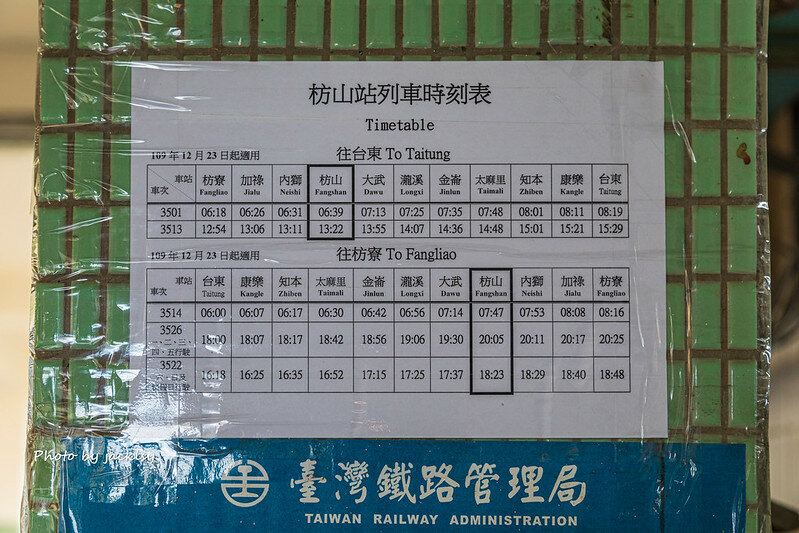 枋山站列車時刻表
Timetable
109 年 12 月 23 日起適用 往台東 To Taitung
車站 車次 枋寮 Fangliao 加祿 Jialu 內獅 Neishi 枋山 Fangshan 大武 Dawu 瀧溪 Longxi 金崙 Jinlun 太麻里 Taimali 知本 Zhiben 康樂 Kangle 台東 Taitung
3501 06:18 06:26 06:31 06:39 07:13 07:25 07:35 07:48 08:01 08:11 08:19
3513 12:54 13:06 13:11 13:22 13:55 14:07 14:36 14:48 15:01 15:21 15:29
109 年 12 月 23 日起適用 往枋寮 To Fangliao
車站 車次 台東 Taitung 康樂 Kangle 知本 Zhiben 太麻里 Taimali 金崙 Jinlun 瀧溪 Longxi 大武 Dawu 枋山 Fangshan 內獅 Neishi 加祿 Jialu 枋寮 Fangliao
3514 06:00 06:07 06:17 06:30 06:42 06:56 07:14 07:47 07:53 08:08 08:16
3526 一、二、三、四、五行駛 18:00 18:07 18:17 18:42 18:56 19:06 19:30 20:05 20:11 20:17 20:25
3522 16:18 16:25 16:35 16:52 17:15 17:25 17:37 18:23 18:29 18:40 18:48
Photo by
臺灣鐵路管理局
TAIWAN RAILWAY ADMINISTRATION